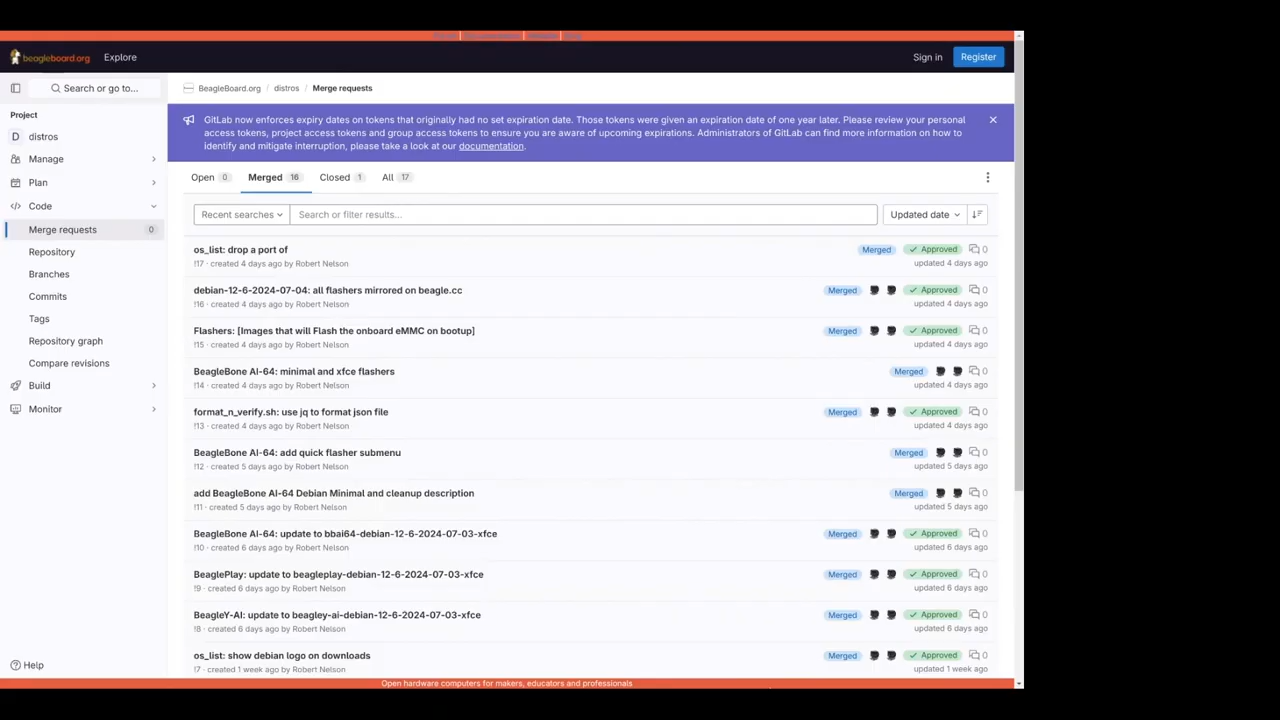 beagleboard.org Explore Sign in Register
Search or go to... BeagleBoard.org / distros / Merge requests
Project
D distros
Manage
Plan
Code
Merge requests 0
Repository
Branches
Commits
Tags
Repository graph
Compare revisions
Build
Monitor
Help
GitLab now enforces expiry dates on tokens that originally had no set expiration date. Those tokens were given an expiration date of one year later. Please review your personal
access tokens, project access tokens and group access tokens to ensure you are aware of upcoming expirations. Administrators of GitLab can find more information on how to
identify and mitigate interruption, please take a look at our documentation.
Open 0 Merged 16 Closed 1 All 17
Recent searches Search or filter results... Updated date
os_list: drop a port of Merged Approved 0
!17 · created 4 days ago by Robert Nelson updated 4 days ago
debian-12-6-2024-07-04: all flashers mirrored on beagle.cc Merged Approved 0
!16 · created 4 days ago by Robert Nelson updated 4 days ago
Flashers: [Images that will Flash the onboard eMMC on bootup] Merged Approved 0
!15 · created 4 days ago by Robert Nelson updated 4 days ago
BeagleBone AI-64: minimal and xfce flashers Merged 0
!14 · created 4 days ago by Robert Nelson updated 4 days ago
format_n_verify.sh: use jq to format json file Merged Approved 0
!13 · created 4 days ago by Robert Nelson updated 4 days ago
BeagleBone AI-64: add quick flasher submenu Merged 0
!12 · created 5 days ago by Robert Nelson updated 5 days ago
add BeagleBone AI-64 Debian Minimal and cleanup description Merged 0
!11 · created 5 days ago by Robert Nelson updated 5 days ago
BeagleBone AI-64: update to bbai64-debian-12-6-2024-07-03-xfce Merged Approved 0
!10 · created 6 days ago by Robert Nelson updated 6 days ago
BeaglePlay: update to beagleplay-debian-12-6-2024-07-03-xfce Merged Approved 0
!9 · created 6 days ago by Robert Nelson updated 6 days ago
BeagleY-AI: update to beagley-ai-debian-12-6-2024-07-03-xfce Merged Approved 0
!8 · created 6 days ago by Robert Nelson updated 6 days ago
os_list: show debian logo on downloads Merged Approved 0
!7 · created 1 week ago by Robert Nelson updated 1 week ago
Open hardware computers for makers, educators and professionals